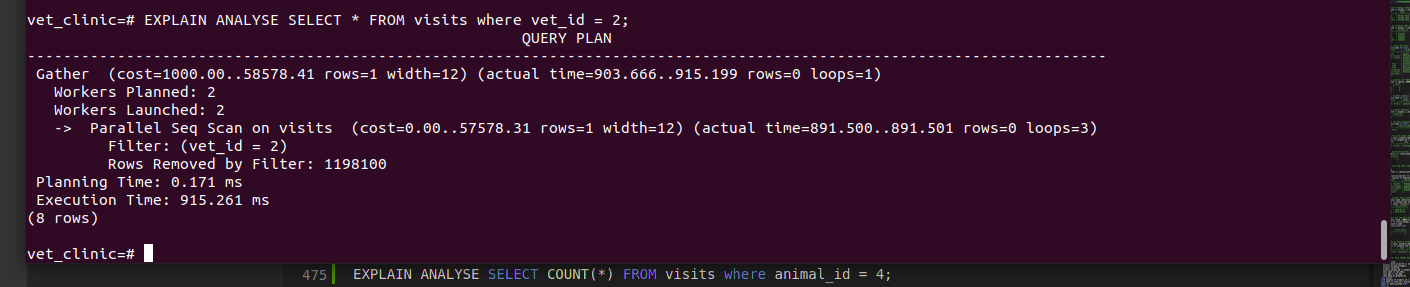 vet_clinic=# EXPLAIN ANALYSE SELECT * FROM visits where vet_id = 2;
QUERY PLAN
-----------------------------------------------------------------------------------------------------------------------
Gather  (cost=1000.00..58578.41 rows=1 width=12) (actual time=903.666..915.199 rows=0 loops=1)
Workers Planned: 2
Workers Launched: 2
->  Parallel Seq Scan on visits  (cost=0.00..57578.31 rows=1 width=12) (actual time=891.500..891.501 rows=0 loops=3)
Filter: (vet_id = 2)
Rows Removed by Filter: 1198100
Planning Time: 0.171 ms
Execution Time: 915.261 ms
(8 rows)
vet_clinic=#
475 EXPLAIN ANALYSE SELECT COUNT(*) FROM visits where animal_id = 4;